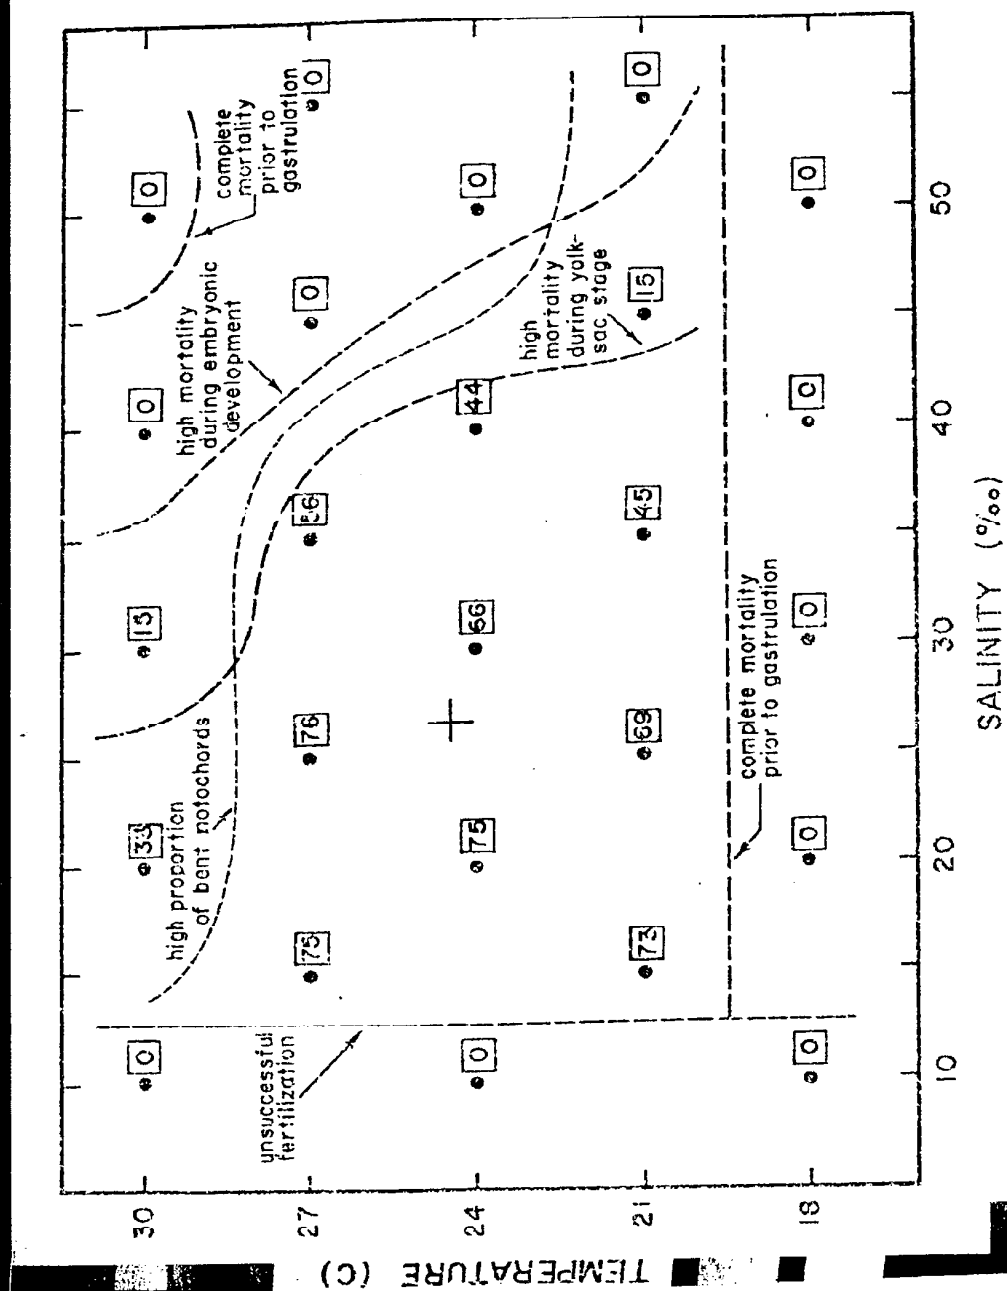 complete
mortality
prior to
gastrulation
high mortality
during embryonic
development
high
mortality
during yolk-
sac stage
high proportion
of bent notochords
unsuccessful
fertilization
complete mortality
prior to gastrulation
0 33 15 0 0
75 76 56 0 0
0 75 66 44 0
73 69 45 15 0
0 0 0 0 0
30
27
24
21
18
TEMPERATURE (C)
10 20 30 40 50
SALINITY (‰)